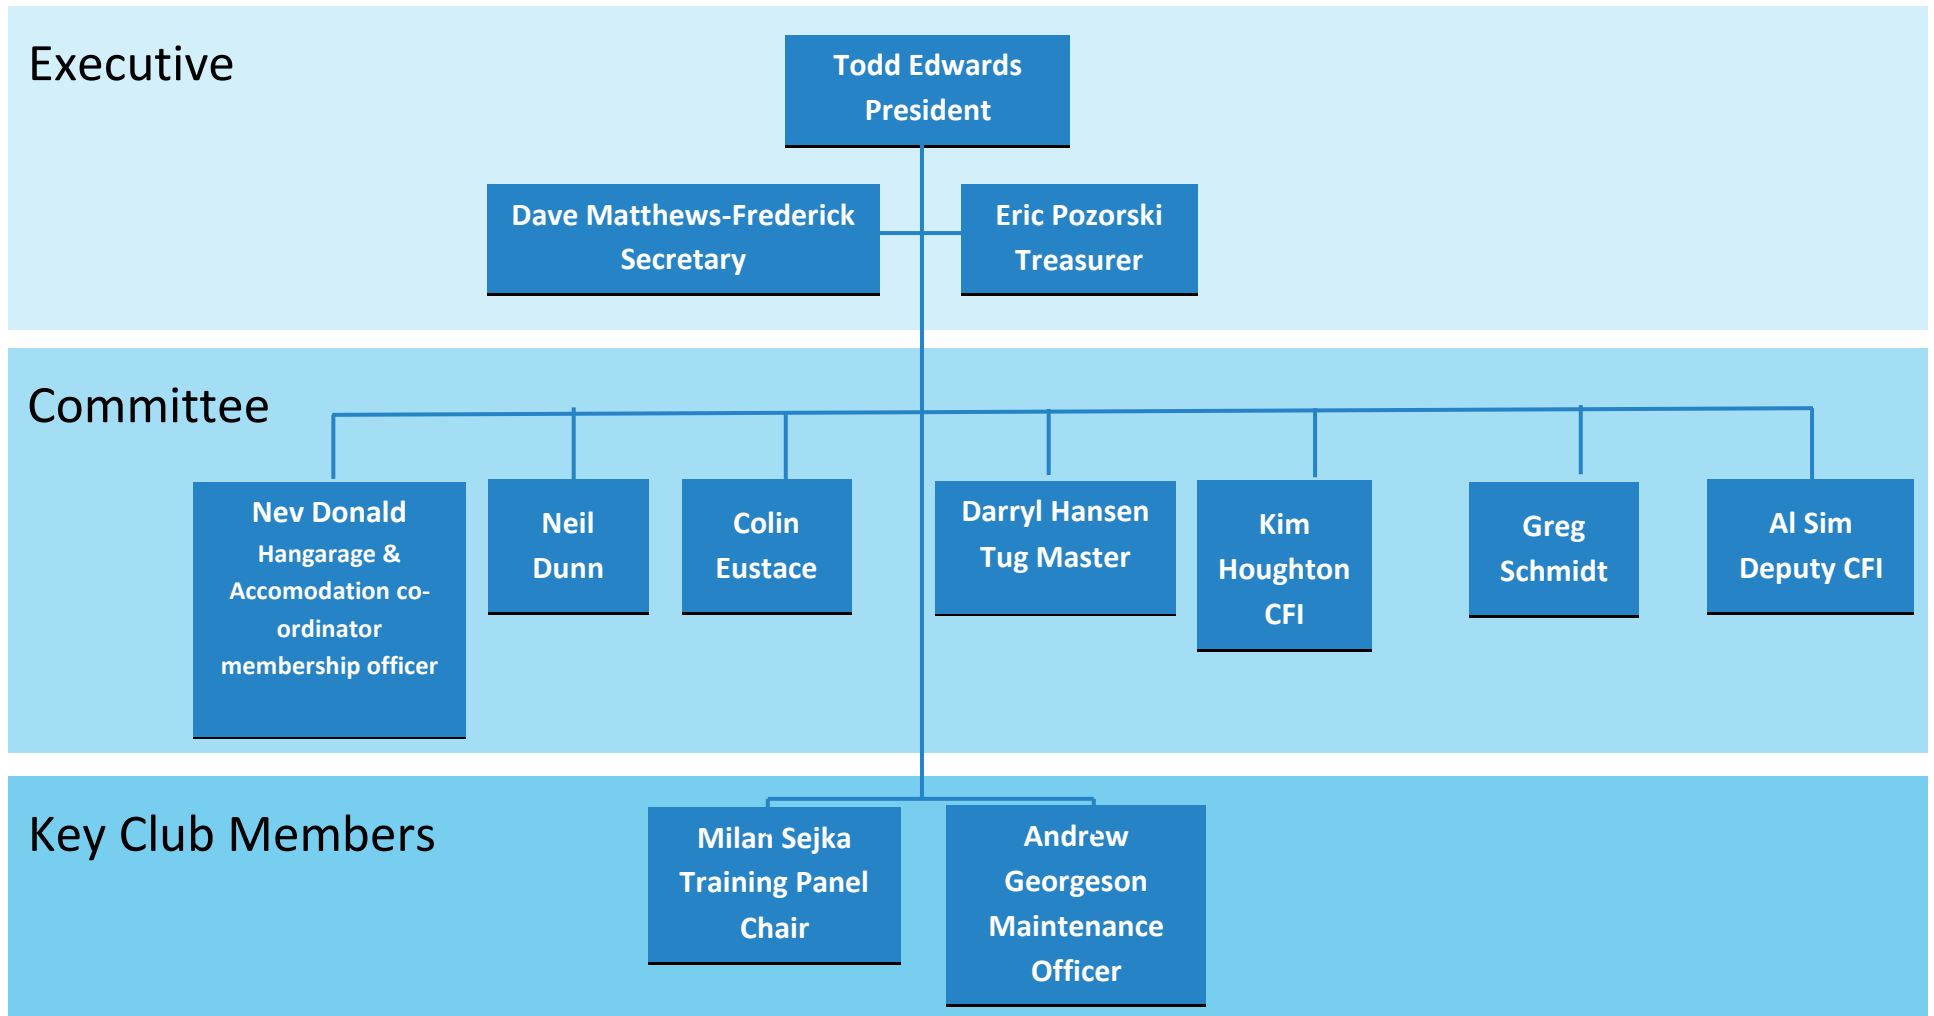 Executive
Todd Edwards
President
Dave Matthews-Frederick
Secretary
Eric Pozorski
Treasurer
Committee
Nev Donald
Hangarage &
Accomodation co-
ordinator
membership officer
Neil
Dunn
Colin
Eustace
Darryl Hansen
Tug Master
Kim
Houghton
CFI
Greg
Schmidt
Al Sim
Deputy CFI
Key Club Members
Milan Sejka
Training Panel
Chair
Andrew
Georgeson
Maintenance
Officer